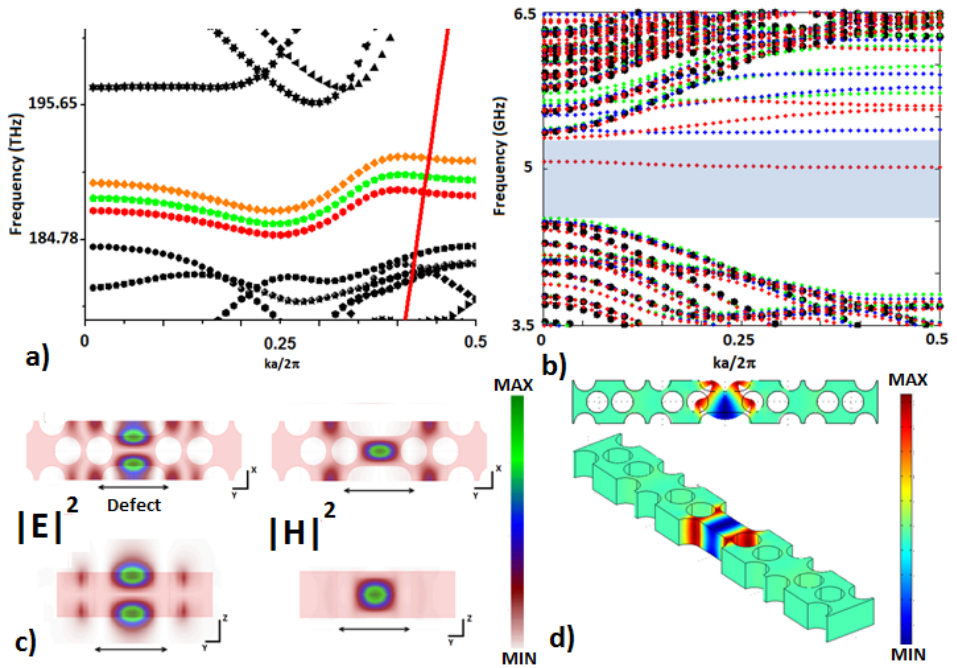 Frequency (THz)
195.65
184.78
0
0.25
0.5
ka/2π
a)
Frequency (GHz)
6.5
5
3.5
0
0.25
0.5
ka/2π
b)
MAX
MIN
X
Y
X
Y
Defect
|E|²
|H|²
Z
Y
Z
Y
c)
MAX
MIN
d)